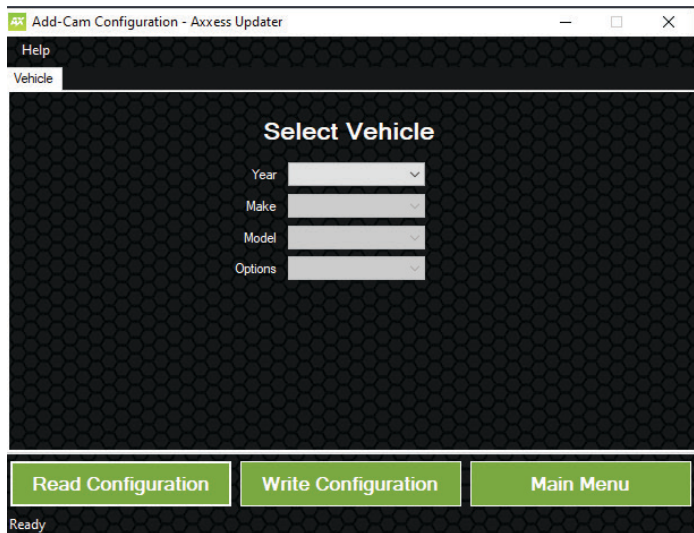 AX Add-Cam Configuration - Axxess Updater
Help
Vehicle
Select Vehicle
Year
Make
Model
Options
Read Configuration Write Configuration Main Menu
Ready